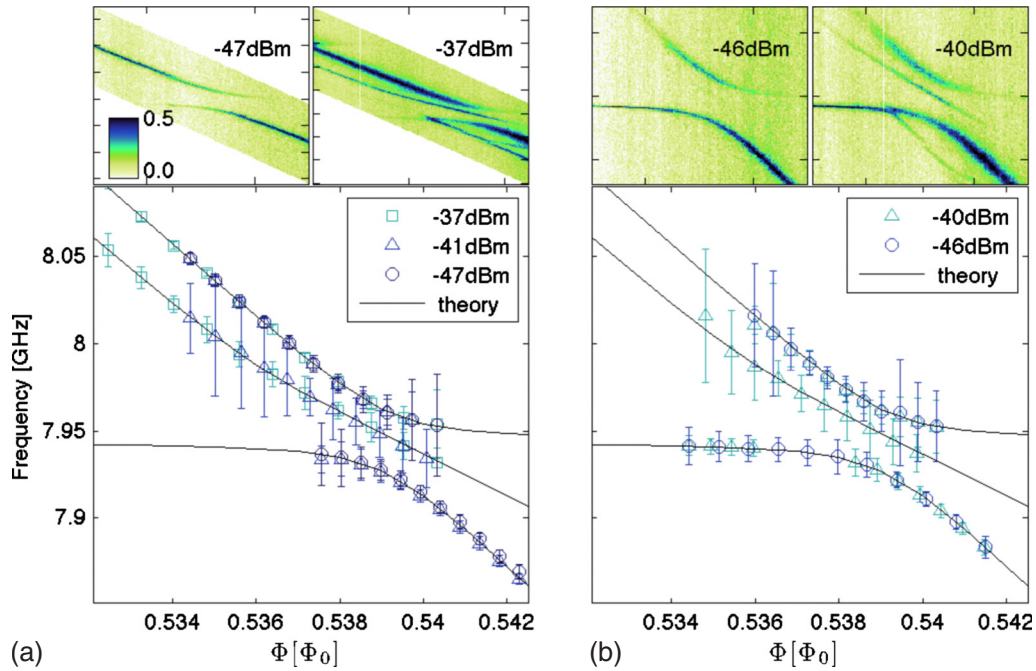 -47dBm
-37dBm
0.5
0.0
-37dBm
-41dBm
-47dBm
theory
8.05
8
7.95
7.9
Frequency [GHz]
0.534 0.536 0.538 0.54 0.542
(a) Φ[Φ₀]
-46dBm
-40dBm
-40dBm
-46dBm
theory
0.534 0.536 0.538 0.54 0.542
(b) Φ[Φ₀]